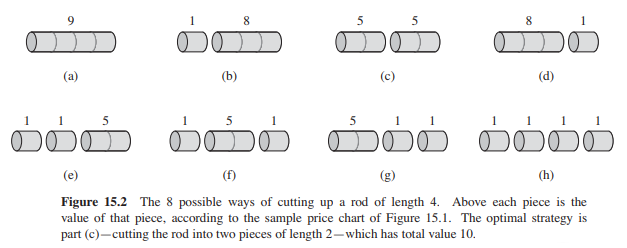 9
1 8
5 5
8 1
(a) (b) (c) (d)
1 1 5
1 5 1
5 1 1
1 1 1 1
(e) (f) (g) (h)
Figure 15.2 The 8 possible ways of cutting up a rod of length 4. Above each piece is the
value of that piece, according to the sample price chart of Figure 15.1. The optimal strategy is
part (c)—cutting the rod into two pieces of length 2—which has total value 10.